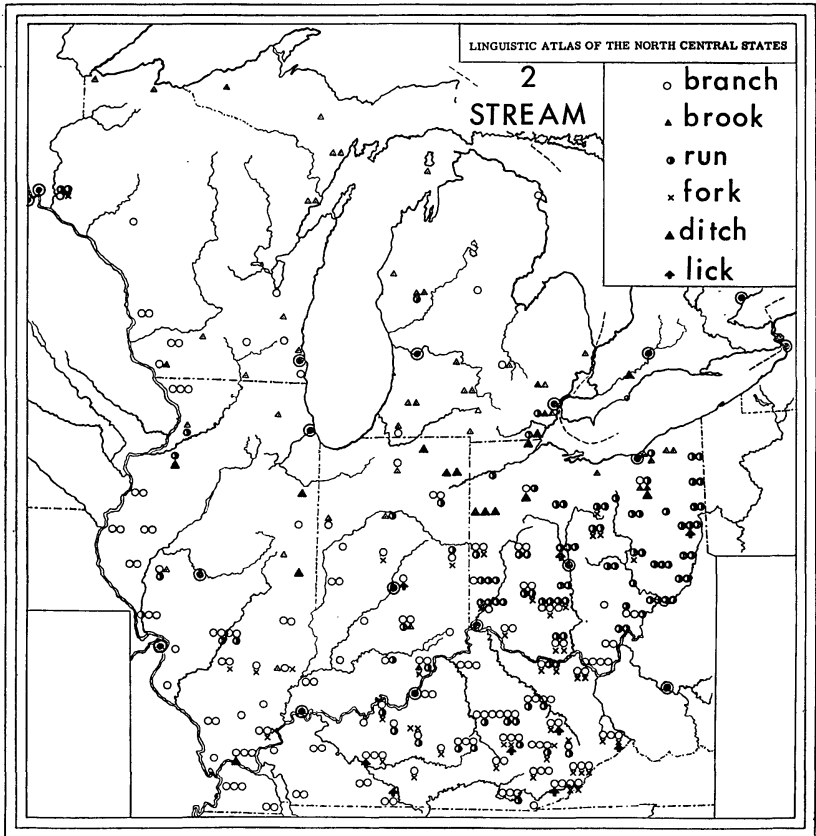 LINGUISTIC ATLAS OF THE NORTH CENTRAL STATES
2
STREAM
branch
brook
run
fork
ditch
lick